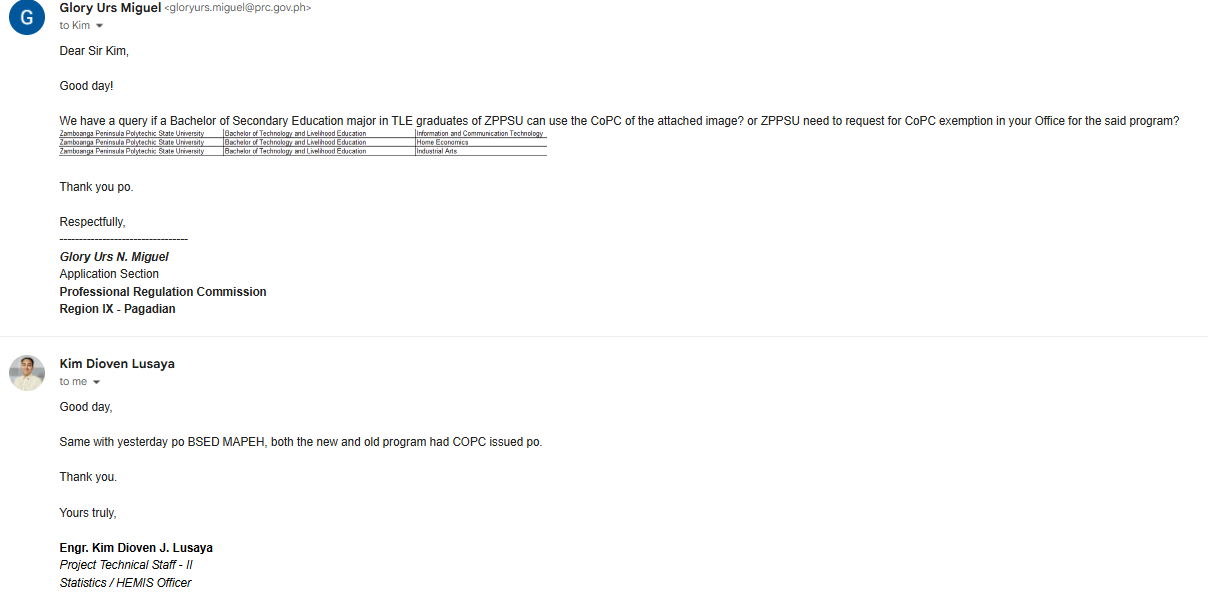 G
Glory Urs Miguel <gloryurs.miguel@prc.gov.ph>
to Kim
Dear Sir Kim,
Good day!
We have a query if a Bachelor of Secondary Education major in TLE graduates of ZPPSU can use the CoPC of the attached image? or ZPPSU need to request for CoPC exemption in your Office for the said program?
Zamboanga Peninsula Polytechic State University Bachelor of Technology and Livelihood Education Information and Communication Technology
Zamboanga Peninsula Polytechic State University Bachelor of Technology and Livelihood Education Home Economics
Zamboanga Peninsula Polytechic State University Bachelor of Technology and Livelihood Education Industrial Arts
Thank you po.
Respectfully,
--------------------------------
Glory Urs N. Miguel
Application Section
Professional Regulation Commission
Region IX - Pagadian
Kim Dioven Lusaya
to me
Good day,
Same with yesterday po BSED MAPEH, both the new and old program had COPC issued po.
Thank you.
Yours truly,
Engr. Kim Dioven J. Lusaya
Project Technical Staff - II
Statistics / HEMIS Officer